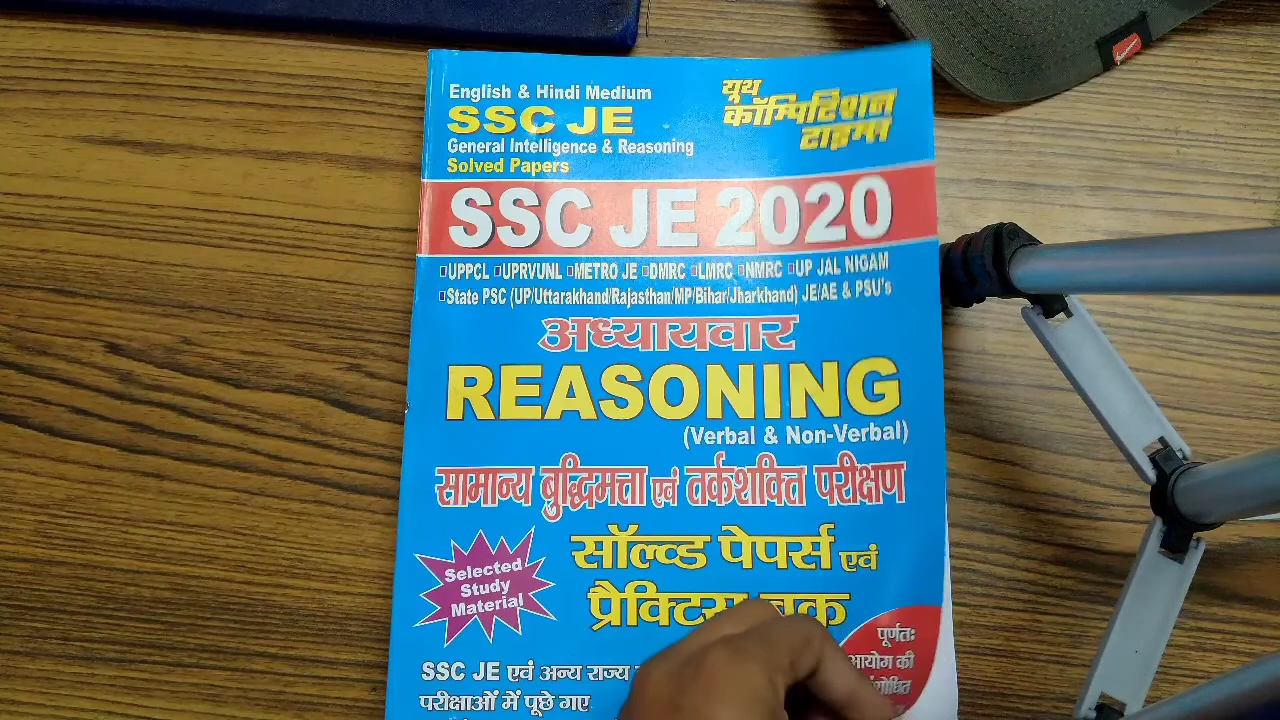 English & Hindi Medium
SSC JE
General Intelligence & Reasoning
Solved Papers
यूथ
कॉम्पिटिशन
टाइम्स
SSC JE 2020
UPPCL UPRVUNL METRO JE DMRC LMRC NMRC UP JAL NIGAM
State PSC (UP/Uttarakhand/Rajasthan/MP/Bihar/Jharkhand) JE/AE & PSU's
अध्यायवार
REASONING
(Verbal & Non-Verbal)
सामान्य बुद्धिमत्ता एवं तर्कशक्ति परीक्षण
सॉल्व्ड पेपर्स एवं
Selected
Study
Material
पूर्णतः
आयोग की
SSC JE एवं अन्य राज्य
परीक्षाओं में पूछे गए